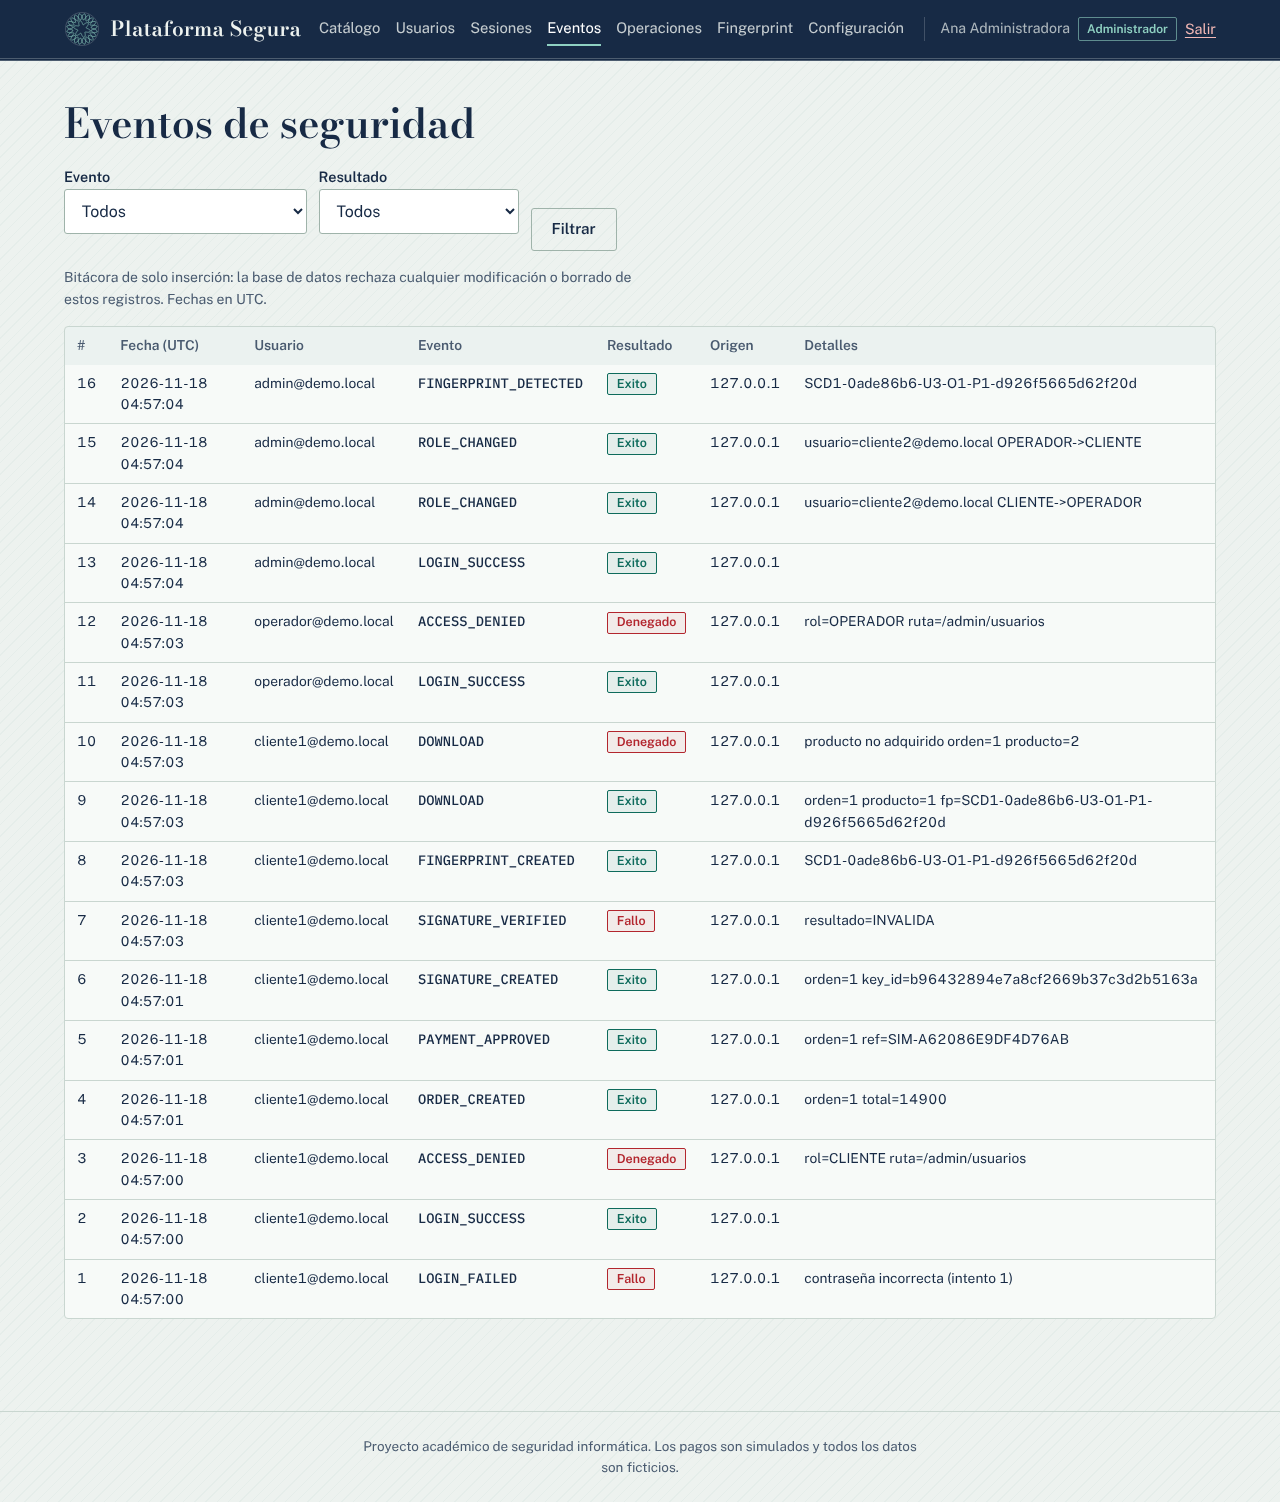 Plataforma Segura Catálogo Usuarios Sesiones Eventos Operaciones Fingerprint Configuración Ana Administradora Administrador Salir
Eventos de seguridad
Evento Resultado
Todos Todos Filtrar
Bitácora de solo inserción: la base de datos rechaza cualquier modificación o borrado de
estos registros. Fechas en UTC.
# Fecha (UTC) Usuario Evento Resultado Origen Detalles
16 2026-11-18 admin@demo.local FINGERPRINT_DETECTED Exito 127.0.0.1 SCD1-0ade86b6-U3-O1-P1-d926f5665d62f20d
04:57:04
15 2026-11-18 admin@demo.local ROLE_CHANGED Exito 127.0.0.1 usuario=cliente2@demo.local OPERADOR->CLIENTE
04:57:04
14 2026-11-18 admin@demo.local ROLE_CHANGED Exito 127.0.0.1 usuario=cliente2@demo.local CLIENTE->OPERADOR
04:57:04
13 2026-11-18 admin@demo.local LOGIN_SUCCESS Exito 127.0.0.1
04:57:04
12 2026-11-18 operador@demo.local ACCESS_DENIED Denegado 127.0.0.1 rol=OPERADOR ruta=/admin/usuarios
04:57:03
11 2026-11-18 operador@demo.local LOGIN_SUCCESS Exito 127.0.0.1
04:57:03
10 2026-11-18 cliente1@demo.local DOWNLOAD Denegado 127.0.0.1 producto no adquirido orden=1 producto=2
04:57:03
9 2026-11-18 cliente1@demo.local DOWNLOAD Exito 127.0.0.1 orden=1 producto=1 fp=SCD1-0ade86b6-U3-O1-P1-
04:57:03 d926f5665d62f20d
8 2026-11-18 cliente1@demo.local FINGERPRINT_CREATED Exito 127.0.0.1 SCD1-0ade86b6-U3-O1-P1-d926f5665d62f20d
04:57:03
7 2026-11-18 cliente1@demo.local SIGNATURE_VERIFIED Fallo 127.0.0.1 resultado=INVALIDA
04:57:03
6 2026-11-18 cliente1@demo.local SIGNATURE_CREATED Exito 127.0.0.1 orden=1 key_id=b96432894e7a8cf2669b37c3d2b5163a
04:57:01
5 2026-11-18 cliente1@demo.local PAYMENT_APPROVED Exito 127.0.0.1 orden=1 ref=SIM-A62086E9DF4D76AB
04:57:01
4 2026-11-18 cliente1@demo.local ORDER_CREATED Exito 127.0.0.1 orden=1 total=14900
04:57:01
3 2026-11-18 cliente1@demo.local ACCESS_DENIED Denegado 127.0.0.1 rol=CLIENTE ruta=/admin/usuarios
04:57:00
2 2026-11-18 cliente1@demo.local LOGIN_SUCCESS Exito 127.0.0.1
04:57:00
1 2026-11-18 cliente1@demo.local LOGIN_FAILED Fallo 127.0.0.1 contraseña incorrecta (intento 1)
04:57:00
Proyecto académico de seguridad informática. Los pagos son simulados y todos los datos
son ficticios.